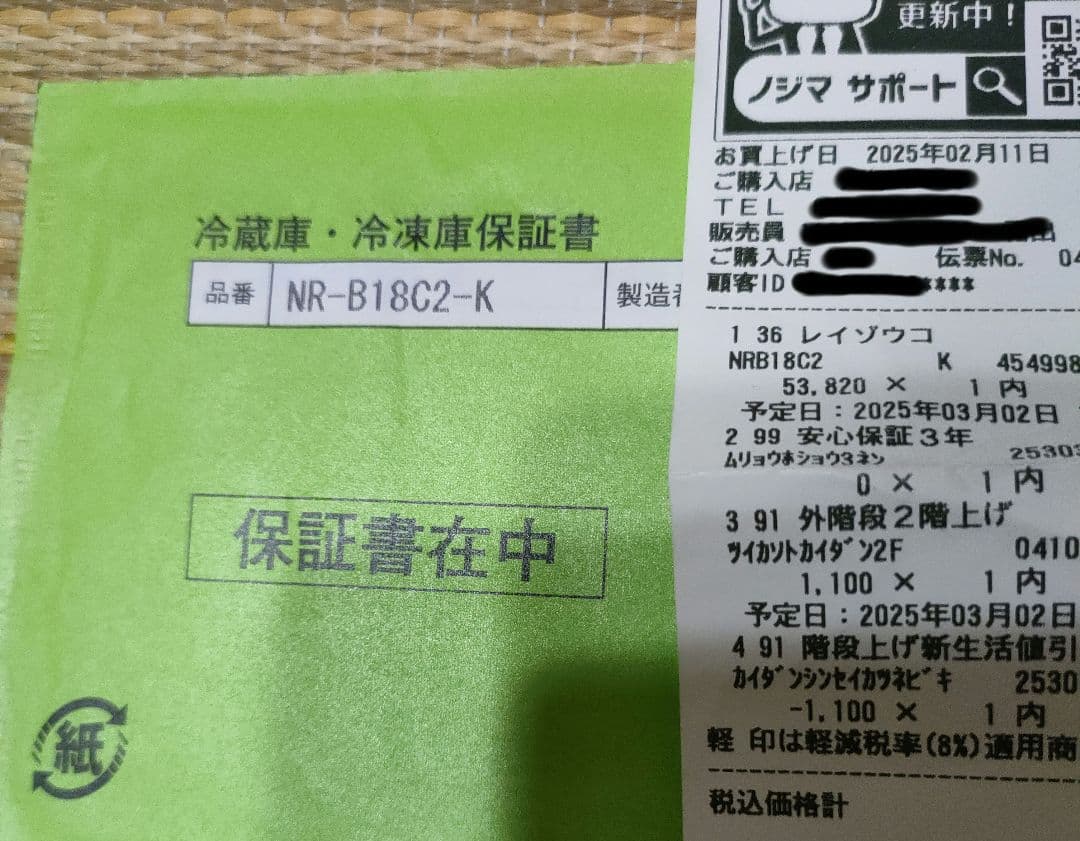 冷蔵庫・冷凍庫保証書
品番 NR-B18C2-K 製造
保証書在中
紙
更新中!
ノジマ サポート
お買上げ日 2025年02月11日
ご購入店
TEL
販売員
ご購入店 伝票No. 04
顧客ID ****
1 36 レイゾウコ
NRB18C2 K 454998
53,820 × 1 内
予定日:2025年03月02日
2 99 安心保証3年
ムリョウホショウ3ネン 25303
0 × 1 内
3 91 外階段2階上げ
ツイカソトカイダン2F 0410
1,100 × 1 内
予定日:2025年03月02日
4 91 階段上げ新生活値引
カイダンシンセイカツネビキ 2530
-1,100 × 1 内
軽 印は軽減税率(8%)適用商
税込価格計